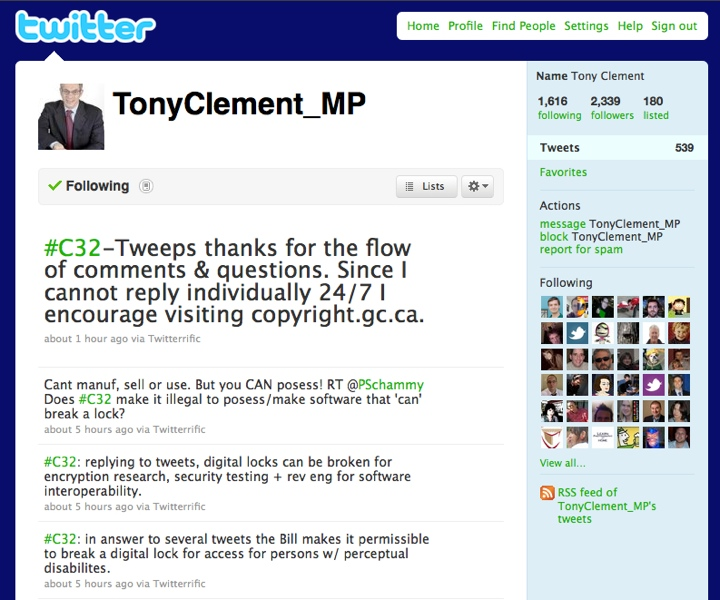 twitter
Home Profile Find People Settings Help Sign out
TonyClement_MP
Following
Lists
#C32-Tweeps thanks for the flow
of comments & questions. Since I
cannot reply individually 24/7 I
encourage visiting copyright.gc.ca.
about 1 hour ago via Twitterrific
Cant manuf, sell or use. But you CAN posess! RT @PSchammy
Does #C32 make it illegal to posess/make software that 'can'
break a lock?
about 5 hours ago via Twitterrific
#C32: replying to tweets, digital locks can be broken for
encryption research, security testing + rev eng for software
interoperability.
about 5 hours ago via Twitterrific
#C32: in answer to several tweets the Bill makes it permissible
to break a digital lock for access for persons w/ perceptual
disabilites.
about 5 hours ago via Twitterrific
Name Tony Clement
1,616 2,339 180
following followers listed
Tweets 539
Favorites
Actions
message TonyClement_MP
block TonyClement_MP
report for spam
Following
View all...
RSS feed of
TonyClement_MP's
tweets